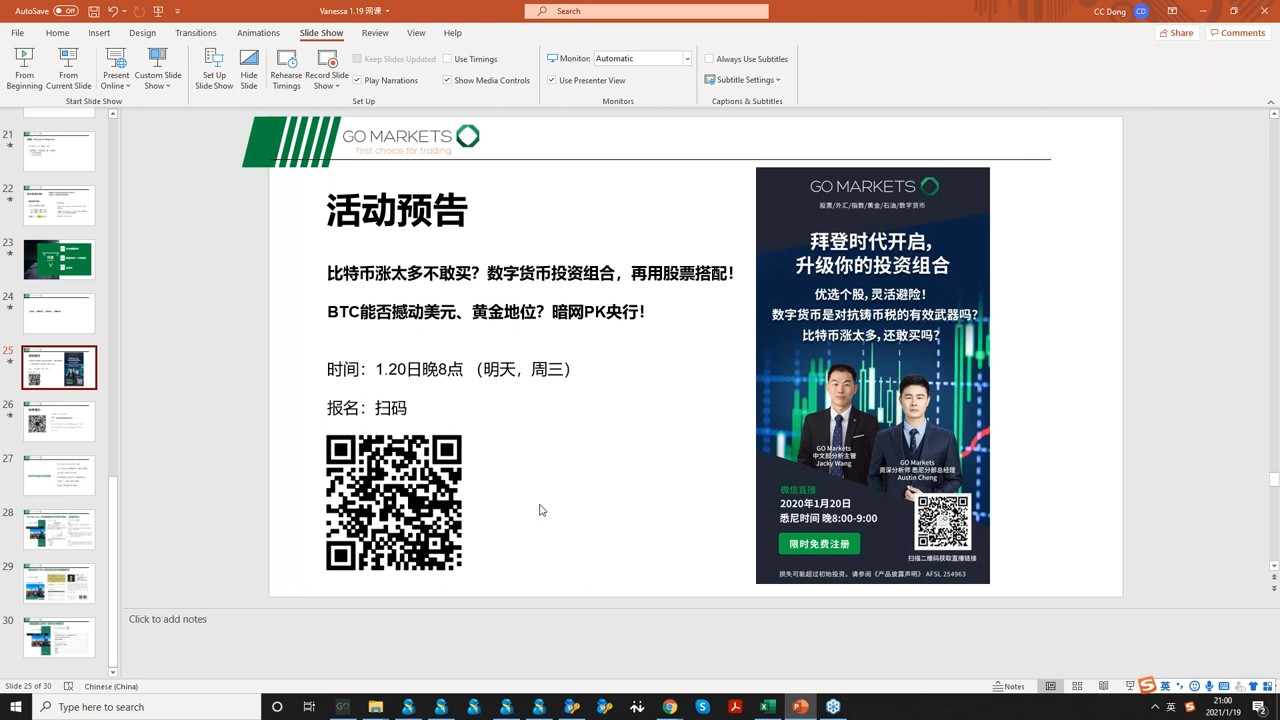 AutoSave Off
Vanessa 1.19 网课
Search
CC Dong CD
File Home Insert Design Transitions Animations Slide Show Review View Help
Share Comments
From Beginning
From Current Slide
Present Online
Custom Slide Show
Start Slide Show
Set Up Slide Show
Hide Slide
Rehearse Timings
Record Slide Show
Keep Slides Updated
Play Narrations
Use Timings
Show Media Controls
Set Up
Monitor: Automatic
Use Presenter View
Monitors
Always Use Subtitles
Subtitle Settings
Captions & Subtitles
21
22
23
24
25
26
27
28
29
30
GO MARKETS
first choice for trading
活动预告
比特币涨太多不敢买？数字货币投资组合，再用股票搭配！
BTC能否撼动美元、黄金地位？暗网PK央行！
时间：1.20日晚8点 （明天，周三）
报名：扫码
GO MARKETS
股票/外汇/指数/黄金/石油/数字货币
拜登时代开启，
升级你的投资组合
优选个股，灵活避险！
数字货币是对抗铸币税的有效武器吗？
比特币涨太多，还敢买吗？
GO Markets
中文部分析主管
Jacky Wang
GO Markets
资深分析师 悉尼分部总经理
Austin Cheng
微信直播
2020年1月20日
悉尼时间 晚8:00-9:00
限时免费注册
扫描二维码获取直播链接
损失可能超过初始投资。请参阅《产品披露声明》 AFSL 254963
Click to add notes
Slide 25 of 30
Chinese (China)
Notes
英
Type here to search
GO
英
21:00
2021/1/19
2